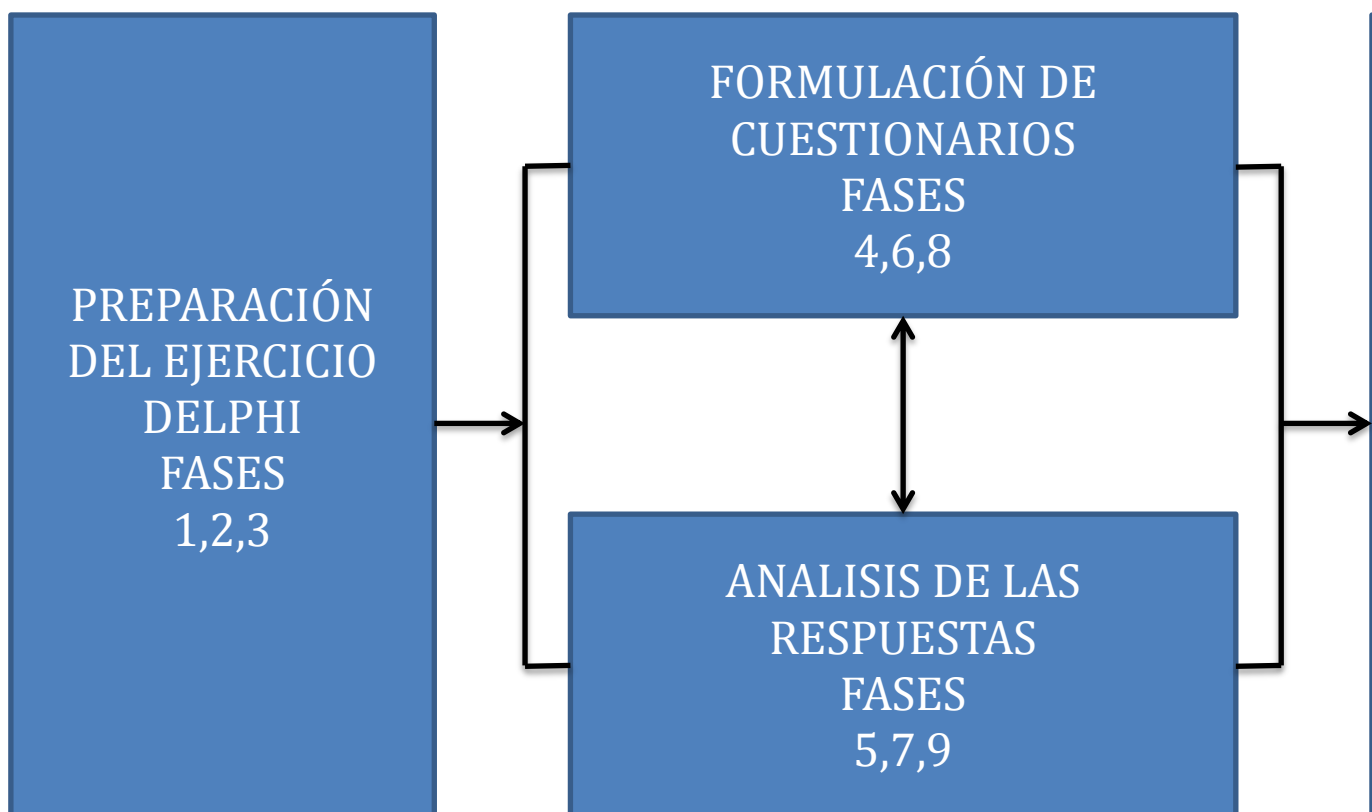 PREPARACIÓN
DEL EJERCICIO
DELPHI
FASES
1,2,3
FORMULACIÓN DE
CUESTIONARIOS
FASES
4,6,8
ANALISIS DE LAS
RESPUESTAS
FASES
5,7,9